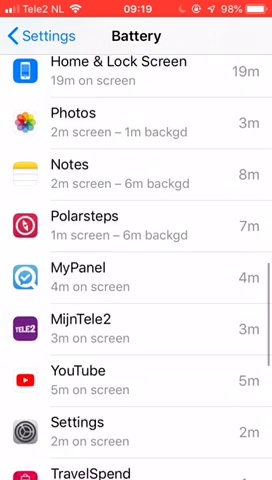 Tele2 NL 09:19 98%
Settings Battery
Home & Lock Screen
19m on screen 19m
Photos
2m screen – 1m backgd 3m
Notes
2m screen – 6m backgd 8m
Polarsteps
1m screen – 6m backgd 7m
MyPanel
4m on screen 4m
TELE2 MijnTele2
3m on screen 3m
YouTube
5m on screen 5m
Settings
2m on screen 2m
TravelSpend